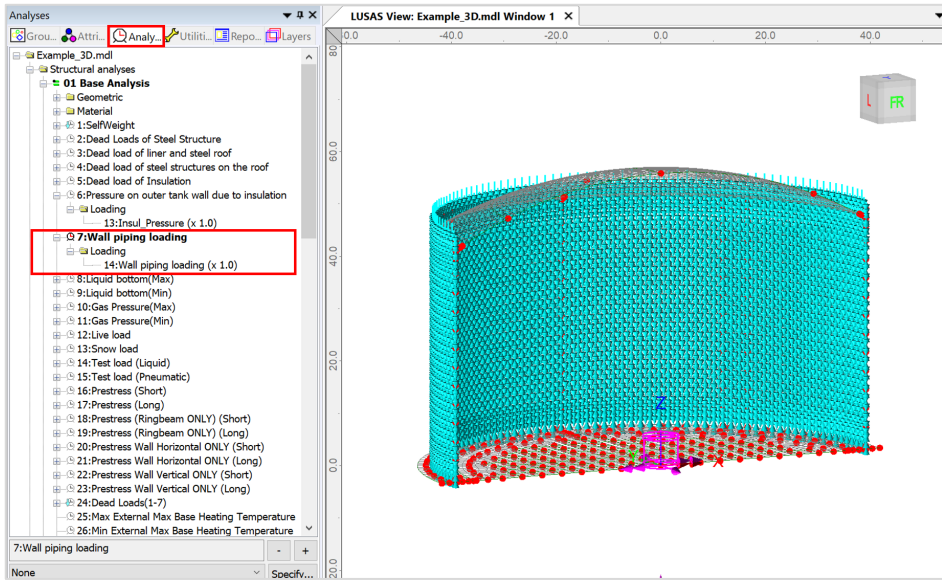 Analyses
Grou... Attri... Analy... Utiliti... Repo... Layers
Example_3D.mdl
Structural analyses
01 Base Analysis
Geometric
Material
1:SelfWeight
2:Dead Loads of Steel Structure
3:Dead load of liner and steel roof
4:Dead load of steel structures on the roof
5:Dead load of Insulation
6:Pressure on outer tank wall due to insulation
Loading
13:Insul_Pressure (x 1.0)
7:Wall piping loading
Loading
14:Wall piping loading (x 1.0)
8:Liquid bottom(Max)
9:Liquid bottom(Min)
10:Gas Pressure(Max)
11:Gas Pressure(Min)
12:Live load
13:Snow load
14:Test load (Liquid)
15:Test load (Pneumatic)
16:Prestress (Short)
17:Prestress (Long)
18:Prestress (Ringbeam ONLY) (Short)
19:Prestress (Ringbeam ONLY) (Long)
20:Prestress Wall Horizontal ONLY (Short)
21:Prestress Wall Horizontal ONLY (Long)
22:Prestress Wall Vertical ONLY (Short)
23:Prestress Wall Vertical ONLY (Long)
24:Dead Loads(1-7)
25:Max External Max Base Heating Temperature
26:Min External Max Base Heating Temperature
7:Wall piping loading
- +
None
Specify...
LUSAS View: Example_3D.mdl Window 1 X
0.0 -40.0 -20.0 0.0 20.0 40.0
80
60.0
40.0
20.0
0.0
20.0
L FR
Z
Y X